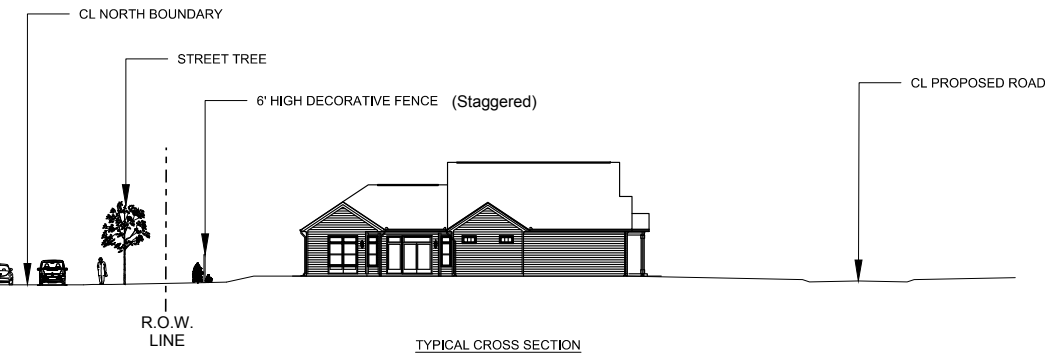 CL NORTH BOUNDARY
STREET TREE
CL PROPOSED ROAD
6' HIGH DECORATIVE FENCE (Staggered)
R.O.W.
LINE
TYPICAL CROSS SECTION